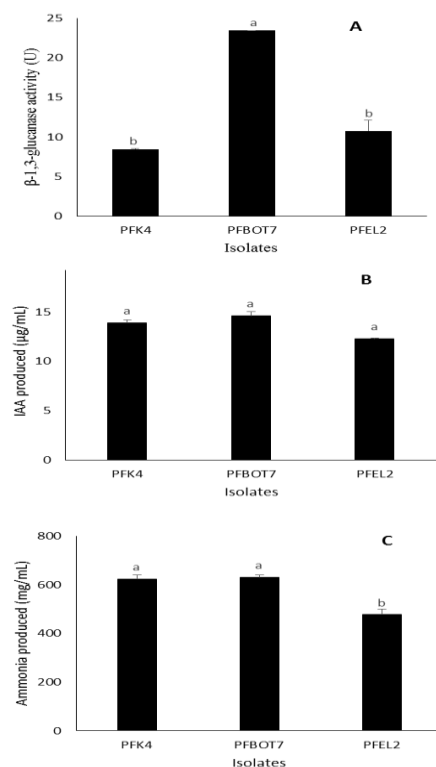 A
β-1,3-glucanase activity (U)
25
20
15
10
5
0
b
a
b
PFK4 PFBOT7 PFEL2
Isolates
B
IAA produced (µg/mL)
15
10
5
0
a
a
a
PFK4 PFBOT7 PFEL2
Isolates
C
Ammonia produced (mg/mL)
800
600
400
200
0
a
a
b
PFK4 PFBOT7 PFEL2
Isolates